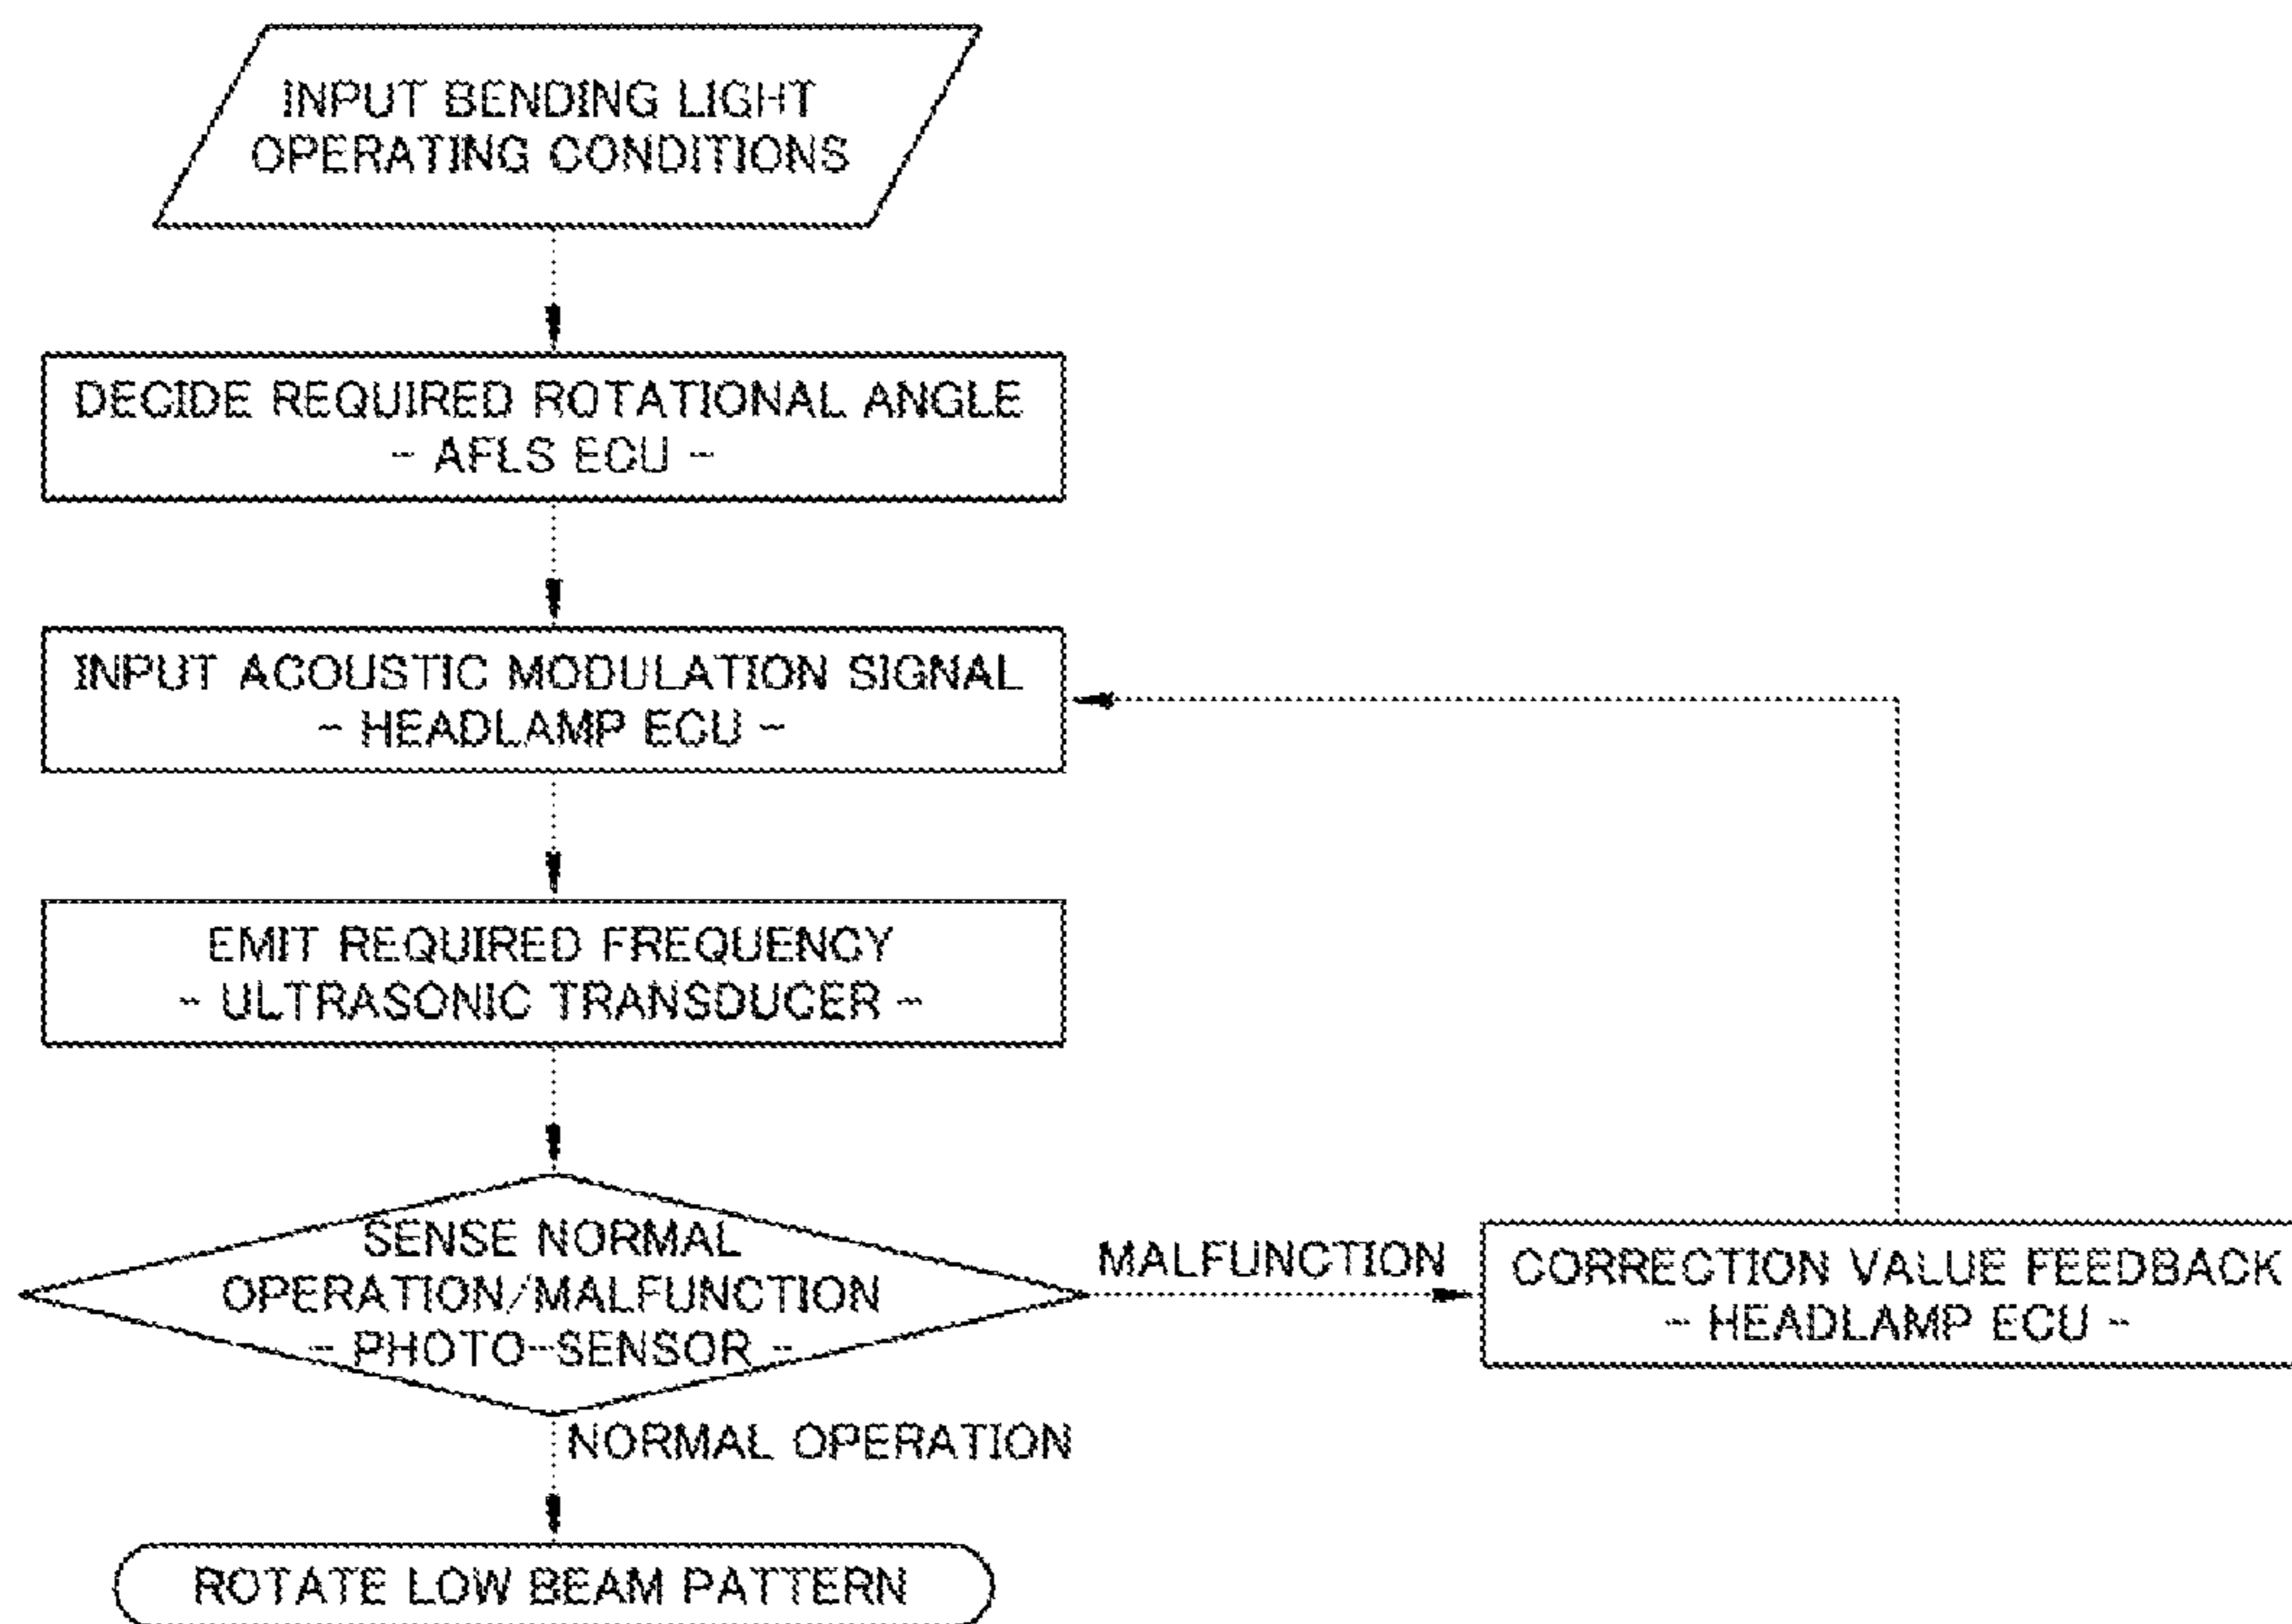 INPUT BENDING LIGHT
OPERATING CONDITIONS
DECIDE REQUIRED ROTATIONAL ANGLE
- AFLS ECU -
INPUT ACOUSTIC MODULATION SIGNAL
- HEADLAMP ECU -
EMIT REQUIRED FREQUENCY
- ULTRASONIC TRANSDUCER -
SENSE NORMAL
OPERATION/MALFUNCTION
- PHOTO-SENSOR -
MALFUNCTION
CORRECTION VALUE FEEDBACK
- HEADLAMP ECU -
NORMAL OPERATION
ROTATE LOW BEAM PATTERN